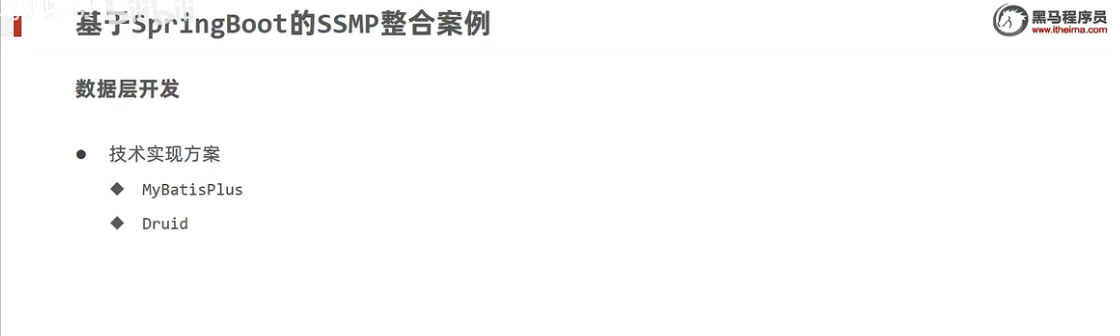 基于SpringBoot的SSMP整合案例
黑马程序员
www.itheima.com
数据层开发
技术实现方案
MyBatisPlus
Druid